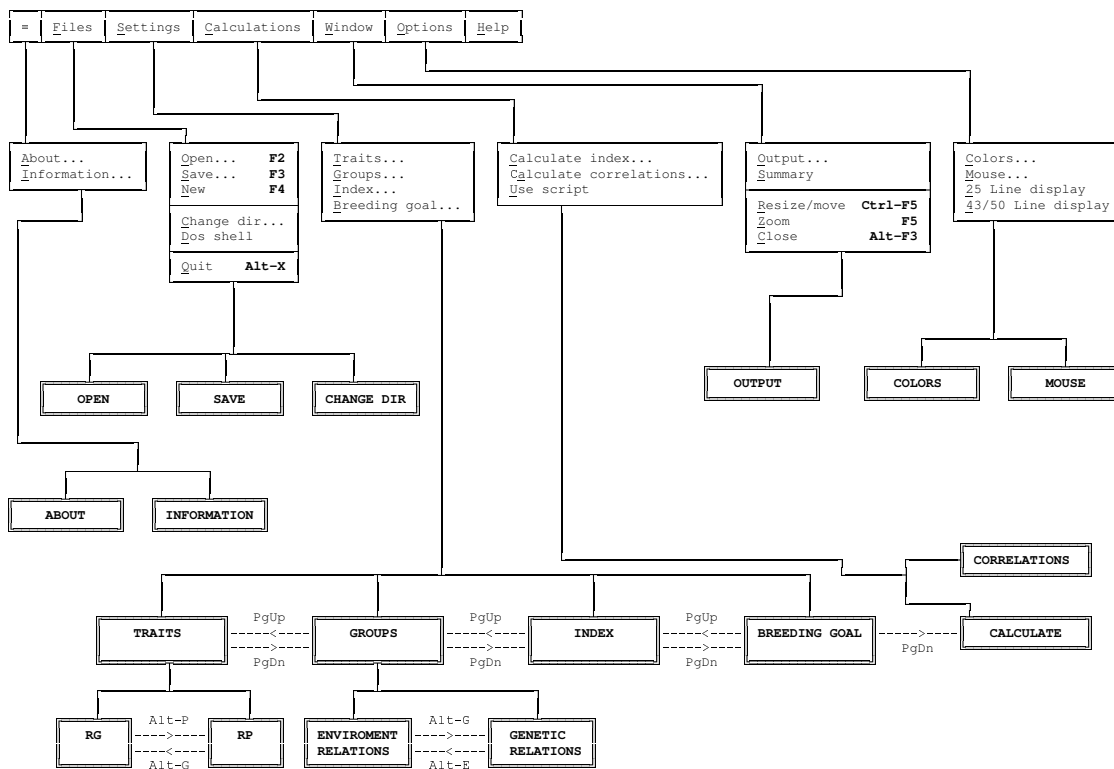 ≡ Files Settings Calculations Window Options Help
About...
Information...
Open... F2
Save... F3
New F4
Change dir...
Dos shell
Quit Alt-X
Traits...
Groups...
Index...
Breeding goal...
Calculate index...
Calculate correlations...
Use script
Output...
Summary
Resize/move Ctrl-F5
Zoom F5
Close Alt-F3
Colors...
Mouse...
25 Line display
43/50 Line display
OUTPUT
COLORS
MOUSE
OPEN
SAVE
CHANGE DIR
ABOUT
INFORMATION
CORRELATIONS
TRAITS
PgUp
---<---
--->---
PgDn
GROUPS
PgUp
---<---
--->---
PgDn
INDEX
PgUp
---<---
--->---
PgDn
BREEDING GOAL
--->---
PgDn
CALCULATE
RG
Alt-P
--->---
---<---
Alt-G
RP
ENVIROMENT
RELATIONS
Alt-G
--->---
---<---
Alt-E
GENETIC
RELATIONS